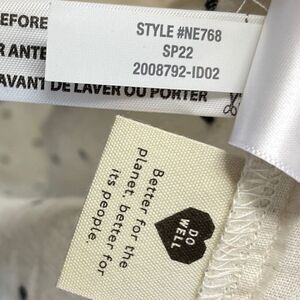 EFORE
STYLE #NE768
R ANTE
SP22
2008792-ID02
AVANT DE LAVER OU PORTER
Better for the
planet, better for
its people.
DO
WELL